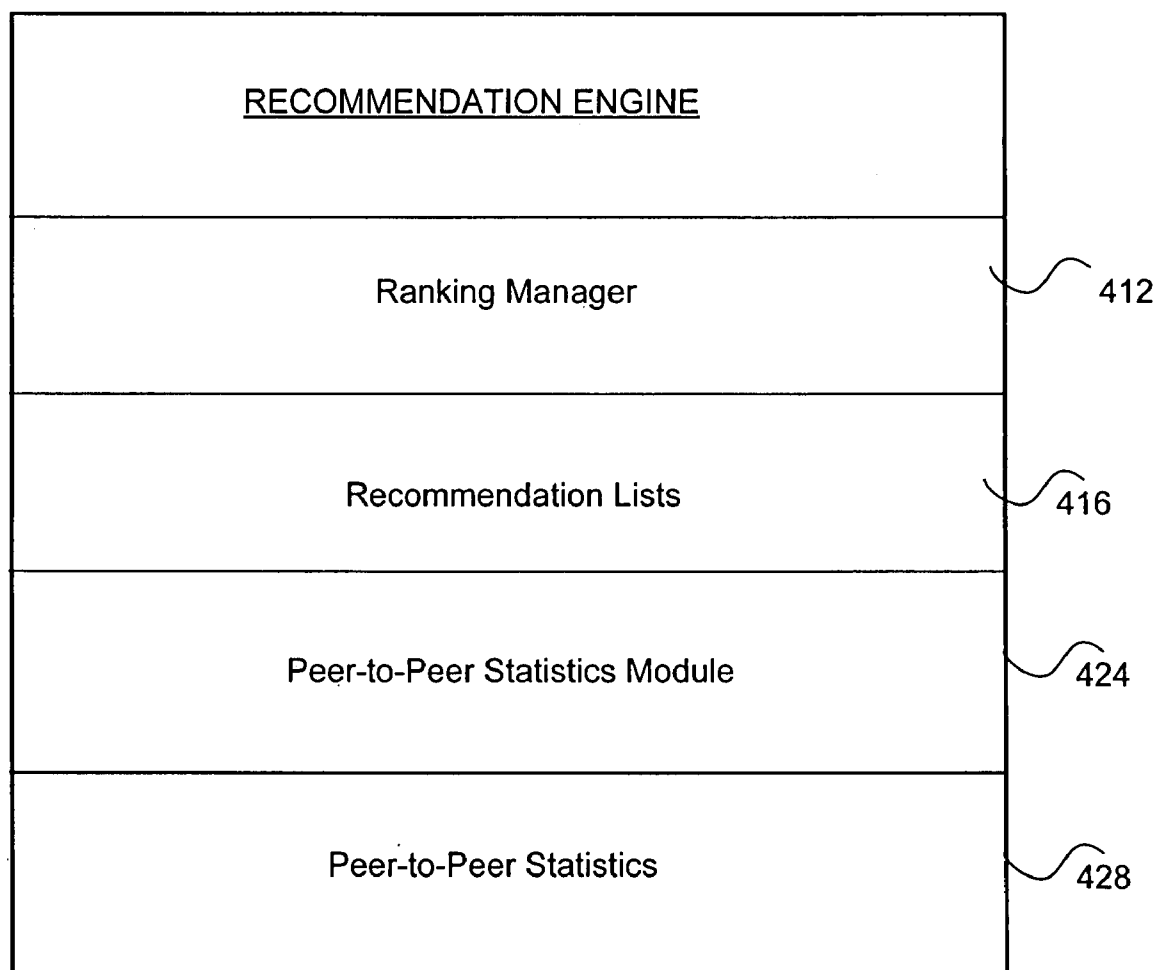 RECOMMENDATION ENGINE
Ranking Manager
412
Recommendation Lists
416
Peer-to-Peer Statistics Module
424
Peer-to-Peer Statistics
428